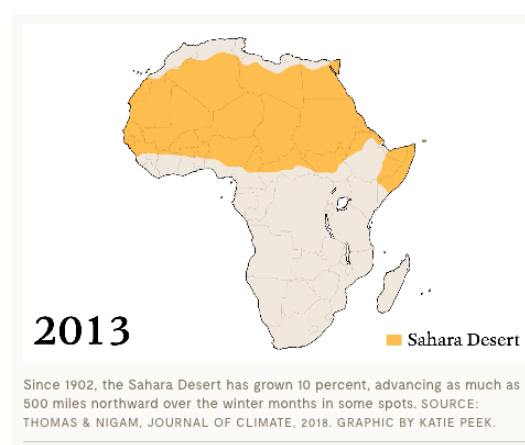 2013
Sahara Desert
Since 1902, the Sahara Desert has grown 10 percent, advancing as much as
500 miles northward over the winter months in some spots. SOURCE:
THOMAS & NIGAM, JOURNAL OF CLIMATE, 2018. GRAPHIC BY KATIE PEEK.